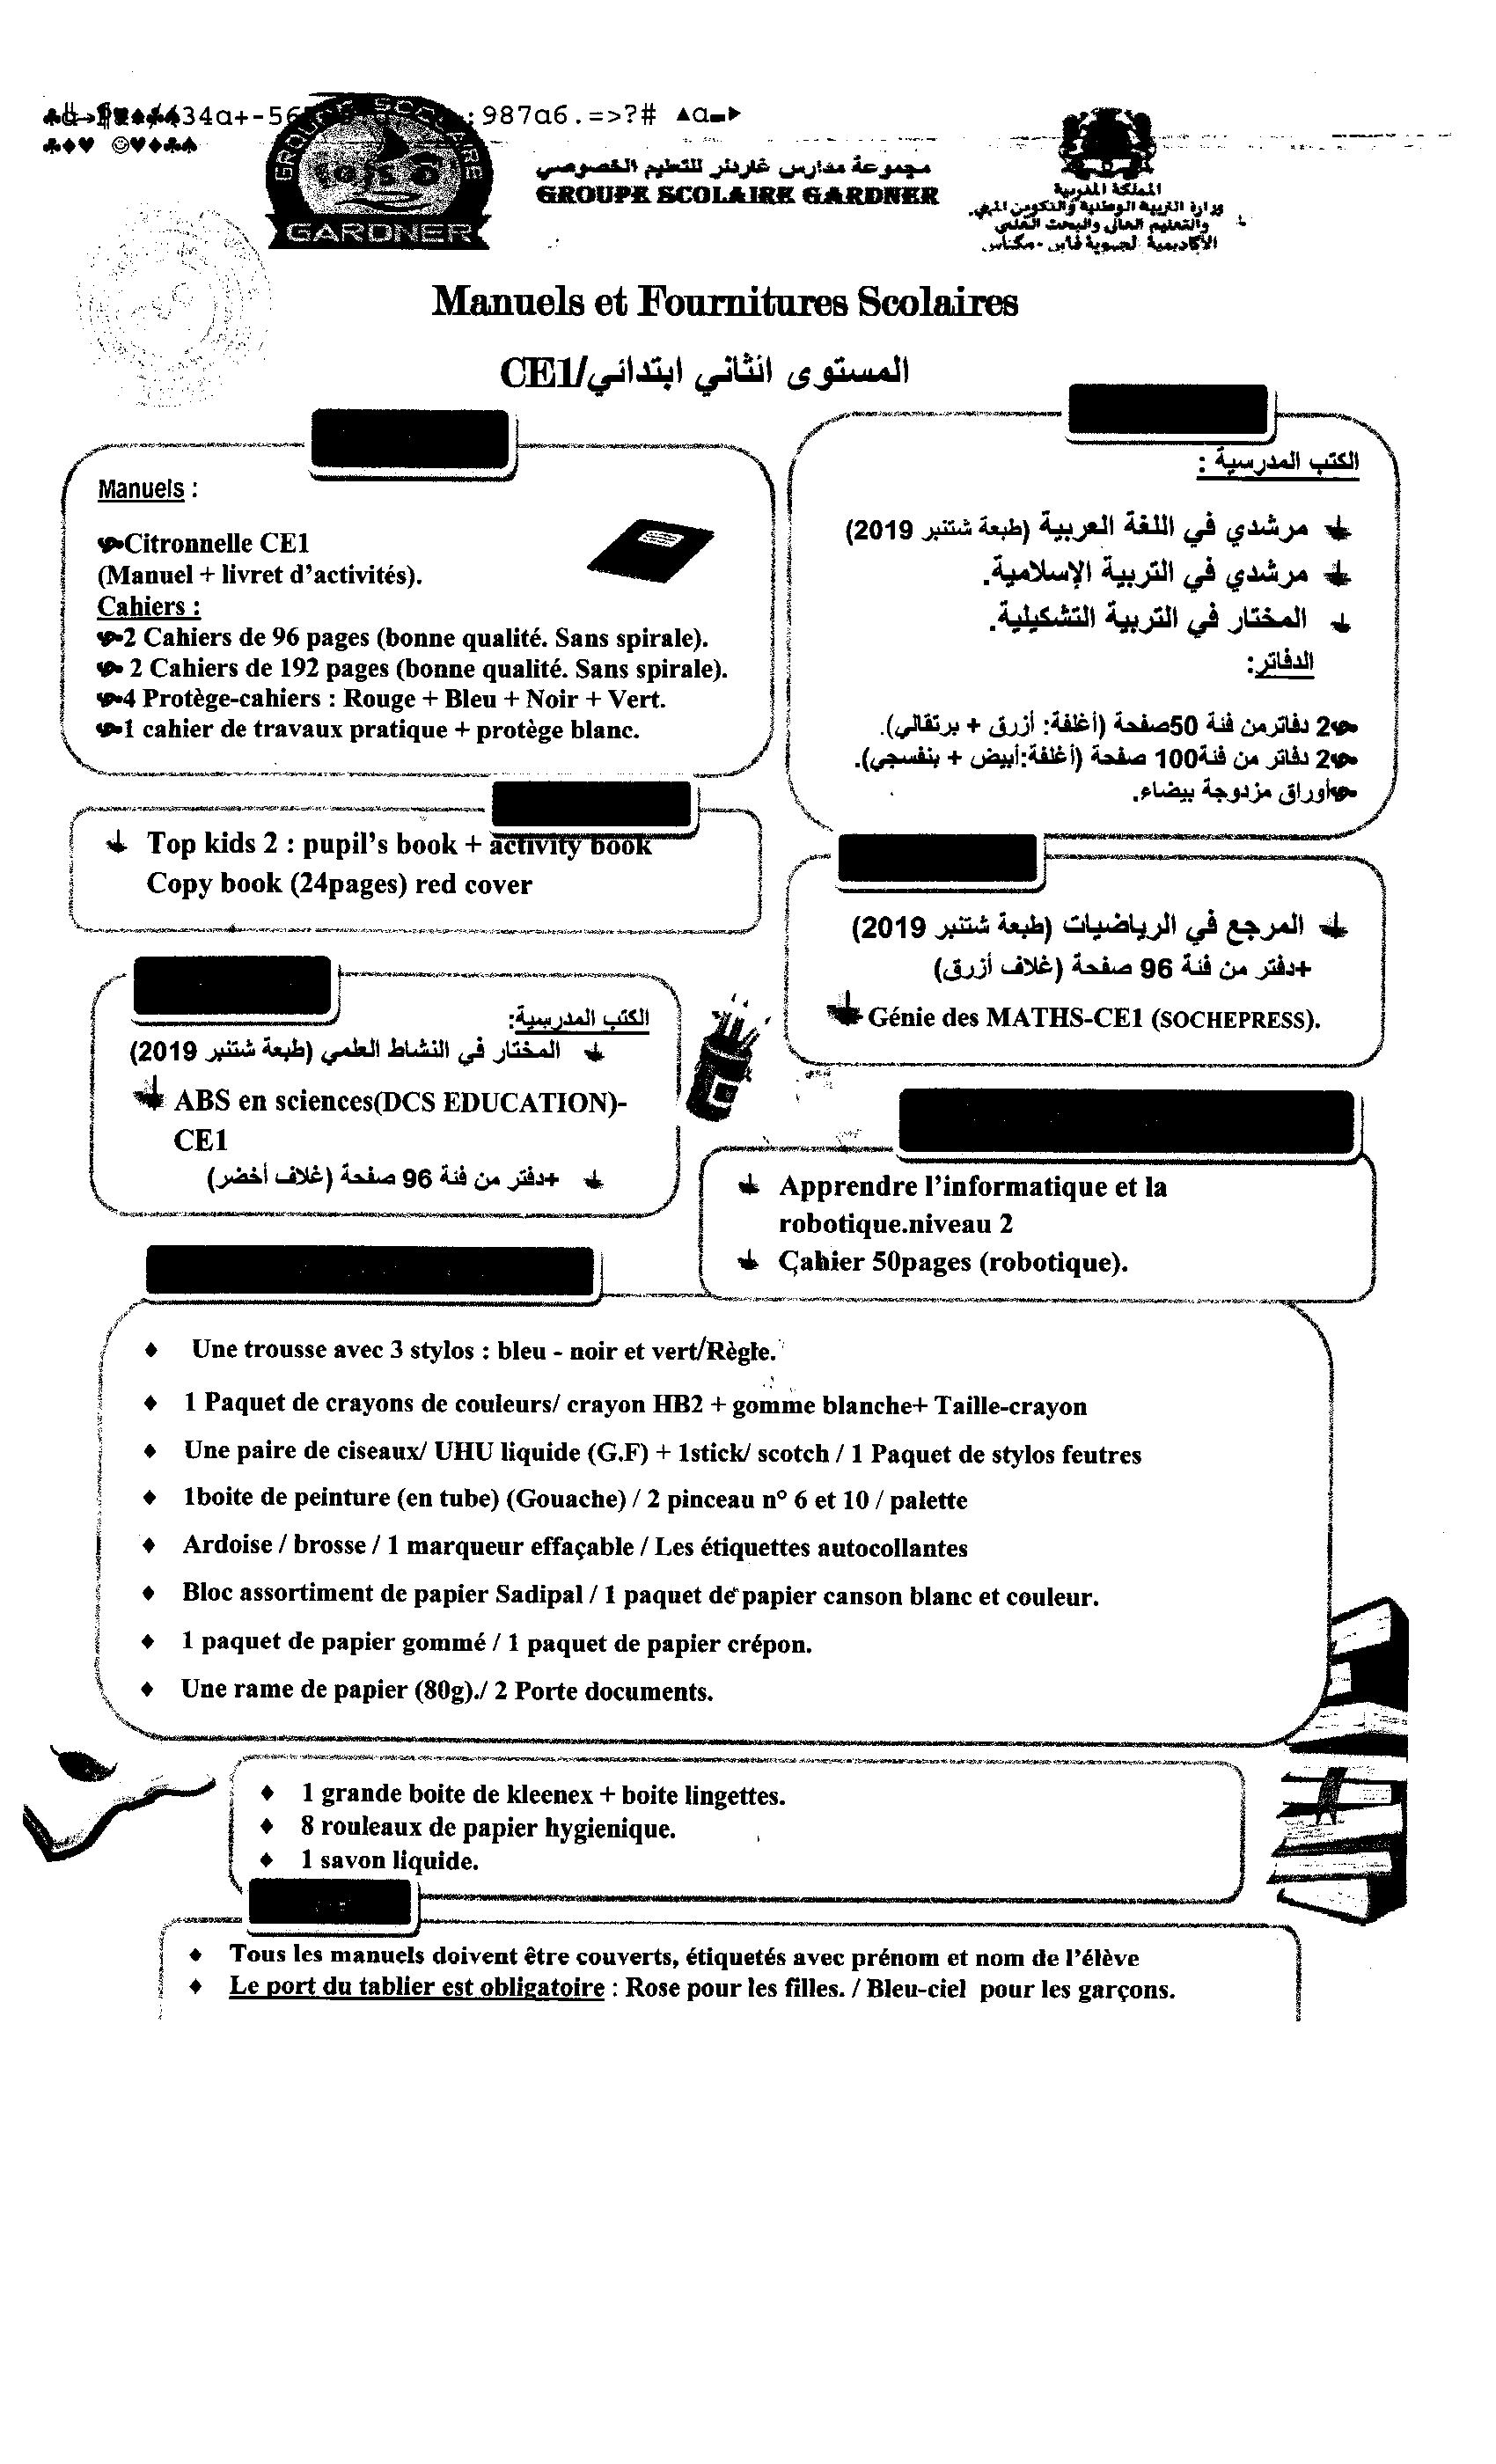 987a6.=>?# ▲a▬►
♣♦♥ ☺♥♦♣♠
GROUPE SCOLAIRE
GARDNER
مجموعة مدارس غاردنر للتعليم الخصوصي
GROUPE SCOLAIRE GARDNER
المملكة المغربية
وزارة التربية الوطنية والتكوين المهني
والتعليم العالي والبحث العلمي
الأكاديمية لجهوية فاس -مكناس
Manuels et Fournitures Scolaires
المستوى الثاني ابتدائي/CE1
Manuels :
Citronnelle CE1
(Manuel + livret d'activités).
Cahiers :
2 Cahiers de 96 pages (bonne qualité. Sans spirale).
2 Cahiers de 192 pages (bonne qualité. Sans spirale).
4 Protège-cahiers : Rouge + Bleu + Noir + Vert.
1 cahier de travaux pratique + protège blanc.
الكتب المدرسية :
مرشدي في اللغة العربية (طبعة شتنبر 2019)
مرشدي في التربية الإسلامية.
المختار في التربية التشكيلية.
الدفاتر:
2 دفاترمن فئة 50صفحة (أغلفة: أزرق + برتقالي).
2 دفاتر من فئة100 صفحة (أغلفة:أبيض + بنفسجي).
أوراق مزدوجة بيضاء.
Top kids 2 : pupil's book + activity book
Copy book (24pages) red cover
المرجع في الرياضيات (طبعة شتنبر 2019)
+دفتر من فئة 96 صفحة (غلاف أزرق)
Génie des MATHS-CE1 (SOCHEPRESS).
الكتب المدرسية:
المختار في النشاط العلمي (طبعة شتنبر 2019)
ABS en sciences(DCS EDUCATION)-
CE1
+دفتر من فئة 96 صفحة (غلاف أخضر)
Apprendre l'informatique et la
robotique.niveau 2
Cahier 50pages (robotique).
Une trousse avec 3 stylos : bleu - noir et vert/Règle.
1 Paquet de crayons de couleurs/ crayon HB2 + gomme blanche+ Taille-crayon
Une paire de ciseaux/ UHU liquide (G.F) + 1stick/ scotch / 1 Paquet de stylos feutres
1boite de peinture (en tube) (Gouache) / 2 pinceau n° 6 et 10 / palette
Ardoise / brosse / 1 marqueur effaçable / Les étiquettes autocollantes
Bloc assortiment de papier Sadipal / 1 paquet de papier canson blanc et couleur.
1 paquet de papier gommé / 1 paquet de papier crépon.
Une rame de papier (80g)./ 2 Porte documents.
1 grande boite de kleenex + boite lingettes.
8 rouleaux de papier hygienique.
1 savon liquide.
Tous les manuels doivent être couverts, étiquetés avec prénom et nom de l'élève
Le port du tablier est obligatoire : Rose pour les filles. / Bleu-ciel pour les garçons.